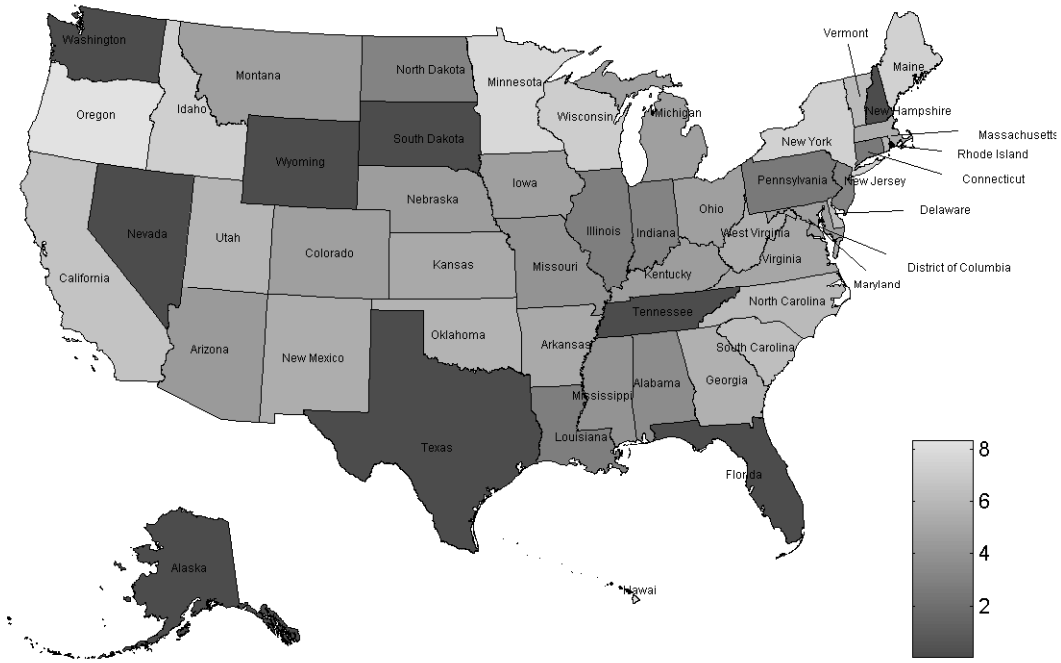 Washington
Vermont
Maine
North Dakota
Montana
Minnesota
Idaho
Oregon
New Hampshire
Michigan
Wisconsin
South Dakota
Massachusetts
New York
Rhode Island
Wyoming
Connecticut
Pennsylvania
New Jersey
Iowa
Nebraska
Ohio
Delaware
Illinois
Indiana
West Virginia
Nevada
Utah
Colorado
Virginia
Missouri
Kansas
District of Columbia
Kentucky
California
Maryland
North Carolina
Tennessee
Oklahoma
Arkansas
South Carolina
Arizona
New Mexico
Georgia
Alabama
Mississippi
Louisiana
Texas
8
Florida
6
4
Alaska
Hawai
2